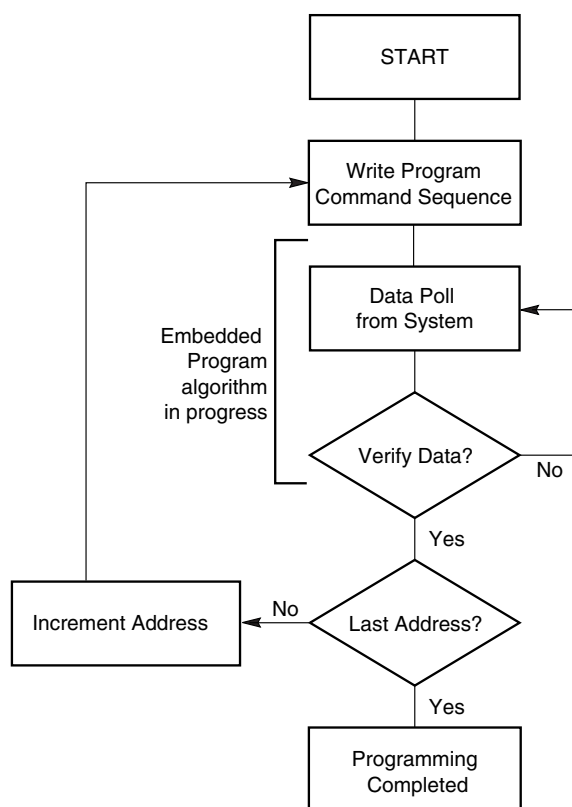 START
Write Program
Command Sequence
Data Poll
from System
Embedded
Program
algorithm
in progress
Verify Data?
No
Yes
No
Increment Address
Last Address?
Yes
Programming
Completed